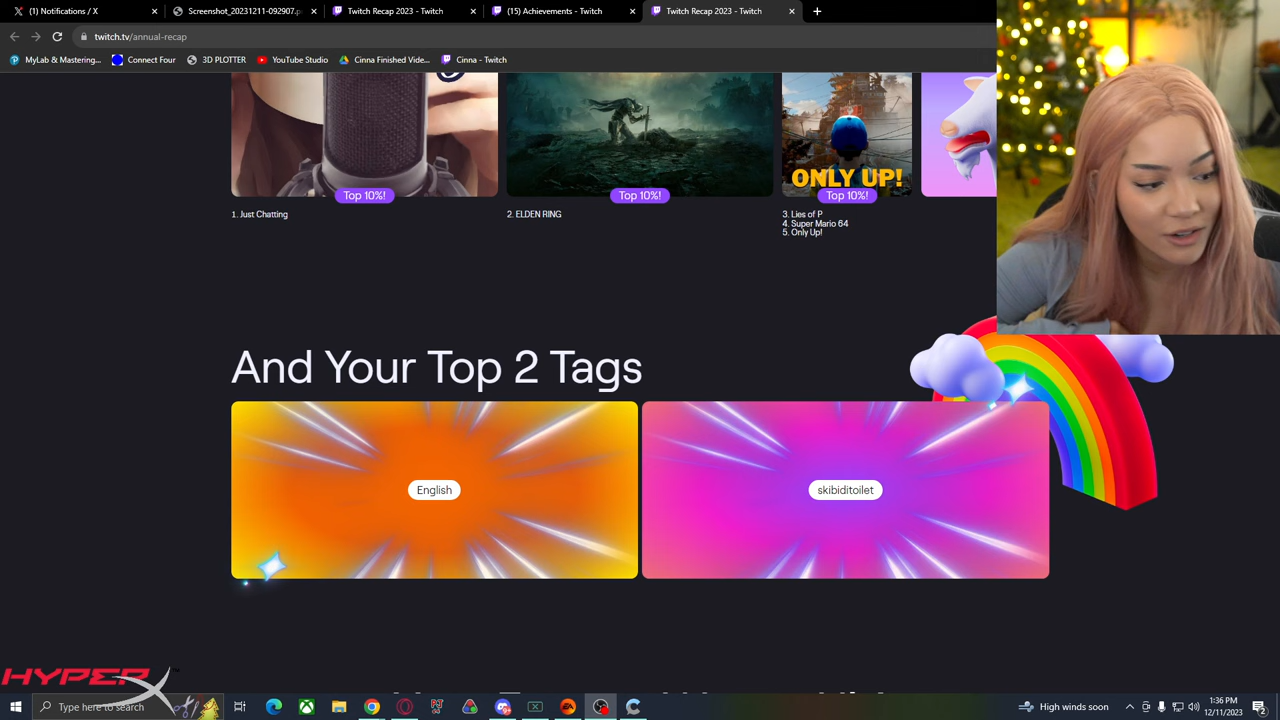 (1) Notifications / X
Screenshot_20231211-092907.p
Twitch Recap 2023 - Twitch
(15) Achievements - Twitch
Twitch Recap 2023 - Twitch
twitch.tv/annual-recap
MyLab & Mastering...
Connect Four
3D PLOTTER
YouTube Studio
Cinna Finished Vide...
Cinna - Twitch
ONLY UP!
Top 10%!
Top 10%!
Top 10%!
1. Just Chatting
2. ELDEN RING
3. Lies of P
4. Super Mario 64
5. Only Up!
And Your Top 2 Tags
English
skibiditoilet
HYPERX
Type here to search
High winds soon
1:36 PM
12/11/2023
2